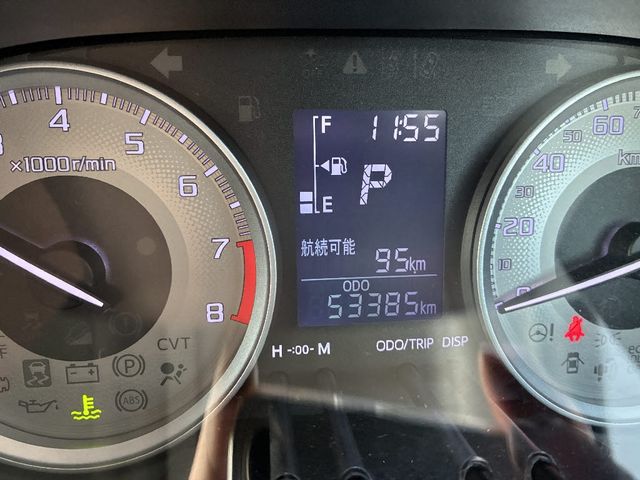 F 11:55
P
E
航続可能 95km
ODO
53385km
H -:00- M ODO/TRIP DISP
4
5
6
7
8
×1000r/min
CVT
P
ABS
0
20
30
40
50
60
km